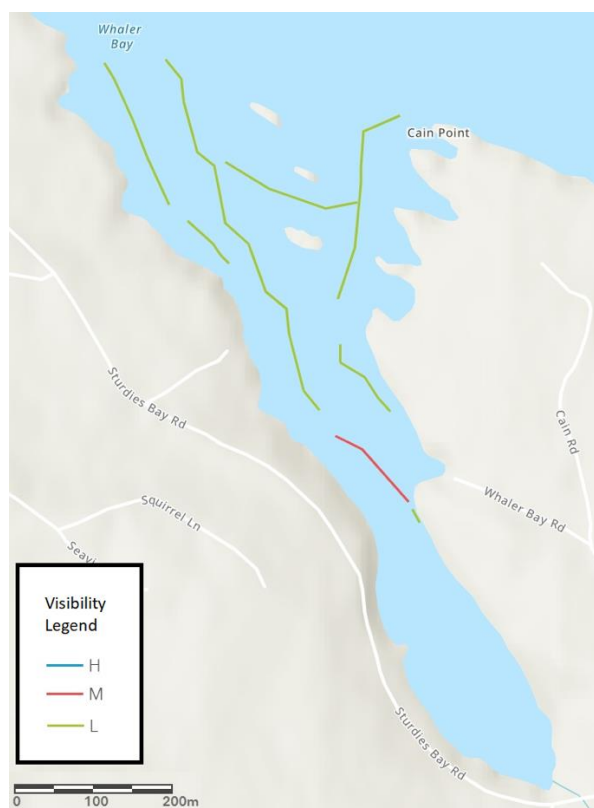 Whaler
Bay
Cain Point
Sturdies Bay Rd
Cain Rd
Squirrel Ln
Whaler Bay Rd
Seavi
Visibility
Legend
H
M
L
Sturdies Bay Rd
0 100 200m